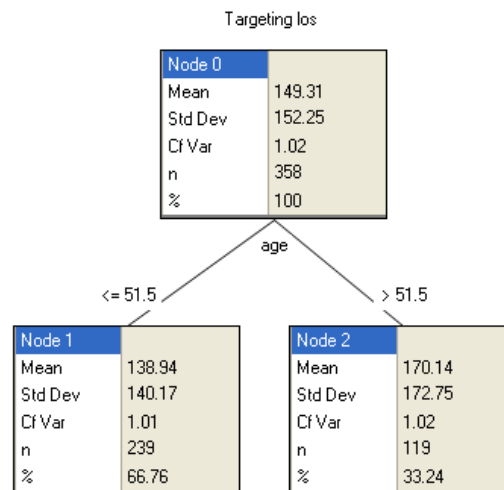 Targeting los
Node 0
Mean 149.31
Std Dev 152.25
Cf Var 1.02
n 358
% 100
age
<= 51.5
> 51.5
Node 1
Mean 138.94
Std Dev 140.17
Cf Var 1.01
n 239
% 66.76
Node 2
Mean 170.14
Std Dev 172.75
Cf Var 1.02
n 119
% 33.24